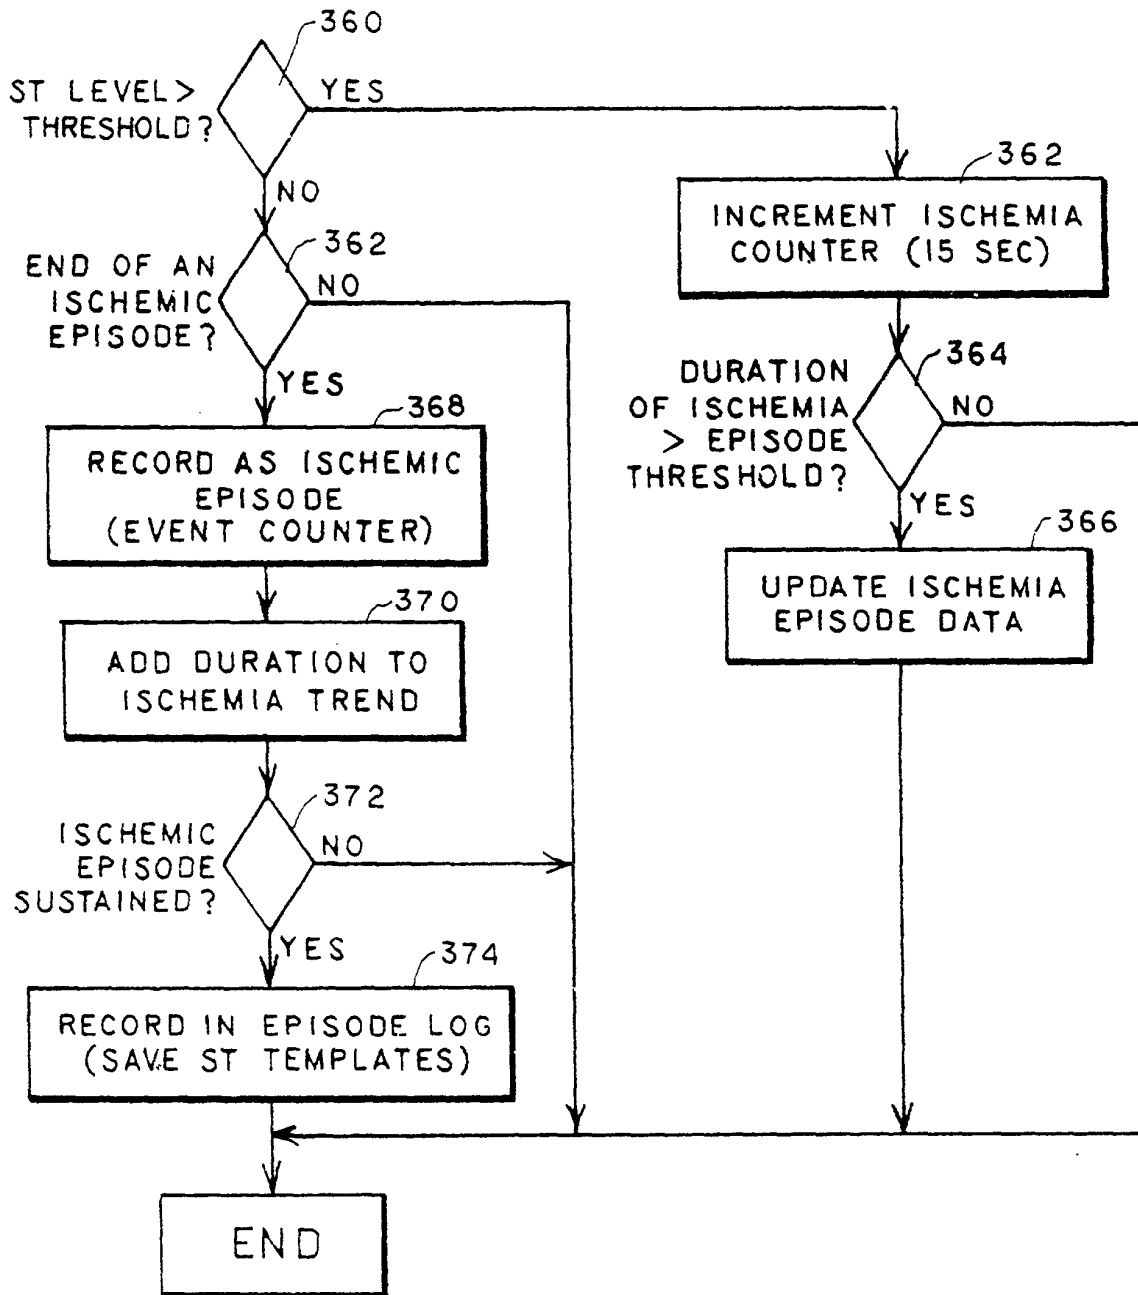 360
ST LEVEL >
THRESHOLD?
YES
NO
362
INCREMENT ISCHEMIA
COUNTER (15 SEC)
362
END OF AN
ISCHEMIC
EPISODE?
NO
YES
364
DURATION
OF ISCHEMIA
> EPISODE
THRESHOLD?
NO
YES
368
RECORD AS ISCHEMIC
EPISODE
(EVENT COUNTER)
366
UPDATE ISCHEMIA
EPISODE DATA
370
ADD DURATION TO
ISCHEMIA TREND
372
ISCHEMIC
EPISODE
SUSTAINED?
NO
YES
374
RECORD IN EPISODE LOG
(SAVE ST TEMPLATES)
END